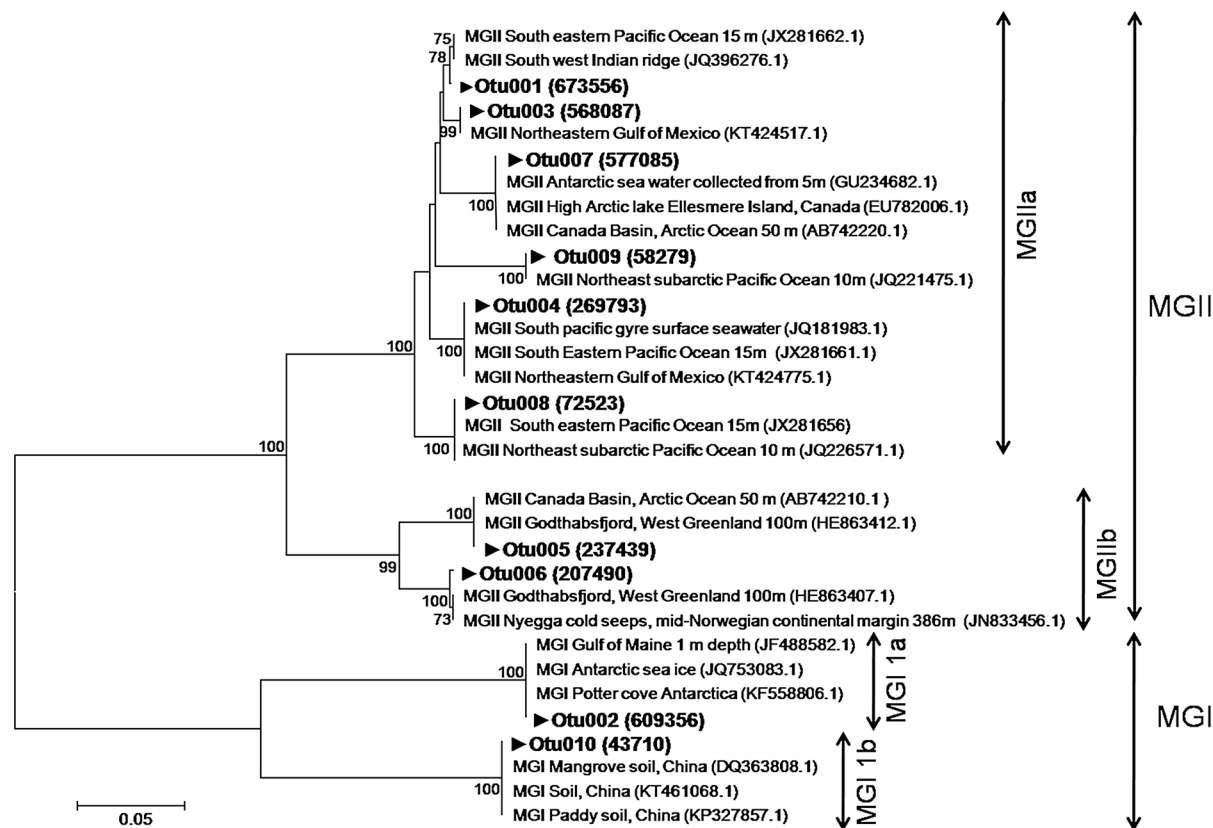 75
MGII South eastern Pacific Ocean 15 m (JX281662.1)
78
MGII South west Indian ridge (JQ396276.1)
►Otu001 (673556)
►Otu003 (568087)
99
MGII Northeastern Gulf of Mexico (KT424517.1)
►Otu007 (577085)
MGII Antarctic sea water collected from 5m (GU234682.1)
100
MGII High Arctic lake Ellesmere Island, Canada (EU782006.1)
MGII Canada Basin, Arctic Ocean 50 m (AB742220.1)
► Otu009 (58279)
100
MGII Northeast subarctic Pacific Ocean 10m (JQ221475.1)
►Otu004 (269793)
MGII South pacific gyre surface seawater (JQ181983.1)
100
100
MGII South Eastern Pacific Ocean 15m (JX281661.1)
MGII Northeastern Gulf of Mexico (KT424775.1)
►Otu008 (72523)
MGII South eastern Pacific Ocean 15m (JX281656)
100
100
MGII Northeast subarctic Pacific Ocean 10 m (JQ226571.1)
MGIIa
MGII
MGII Canada Basin, Arctic Ocean 50 m (AB742210.1 )
100
MGII Godthabsfjord, West Greenland 100m (HE863412.1)
►Otu005 (237439)
99
►Otu006 (207490)
100
MGII Godthabsfjord, West Greenland 100m (HE863407.1)
73
MGII Nyegga cold seeps, mid-Norwegian continental margin 386m (JN833456.1)
MGIIb
MGI Gulf of Maine 1 m depth (JF488582.1)
100
MGI Antarctic sea ice (JQ753083.1)
MGI Potter cove Antarctica (KF558806.1)
►Otu002 (609356)
MGI 1a
MGI
►Otu010 (43710)
MGI Mangrove soil, China (DQ363808.1)
100
MGI Soil, China (KT461068.1)
MGI Paddy soil, China (KP327857.1)
MGI 1b
0.05